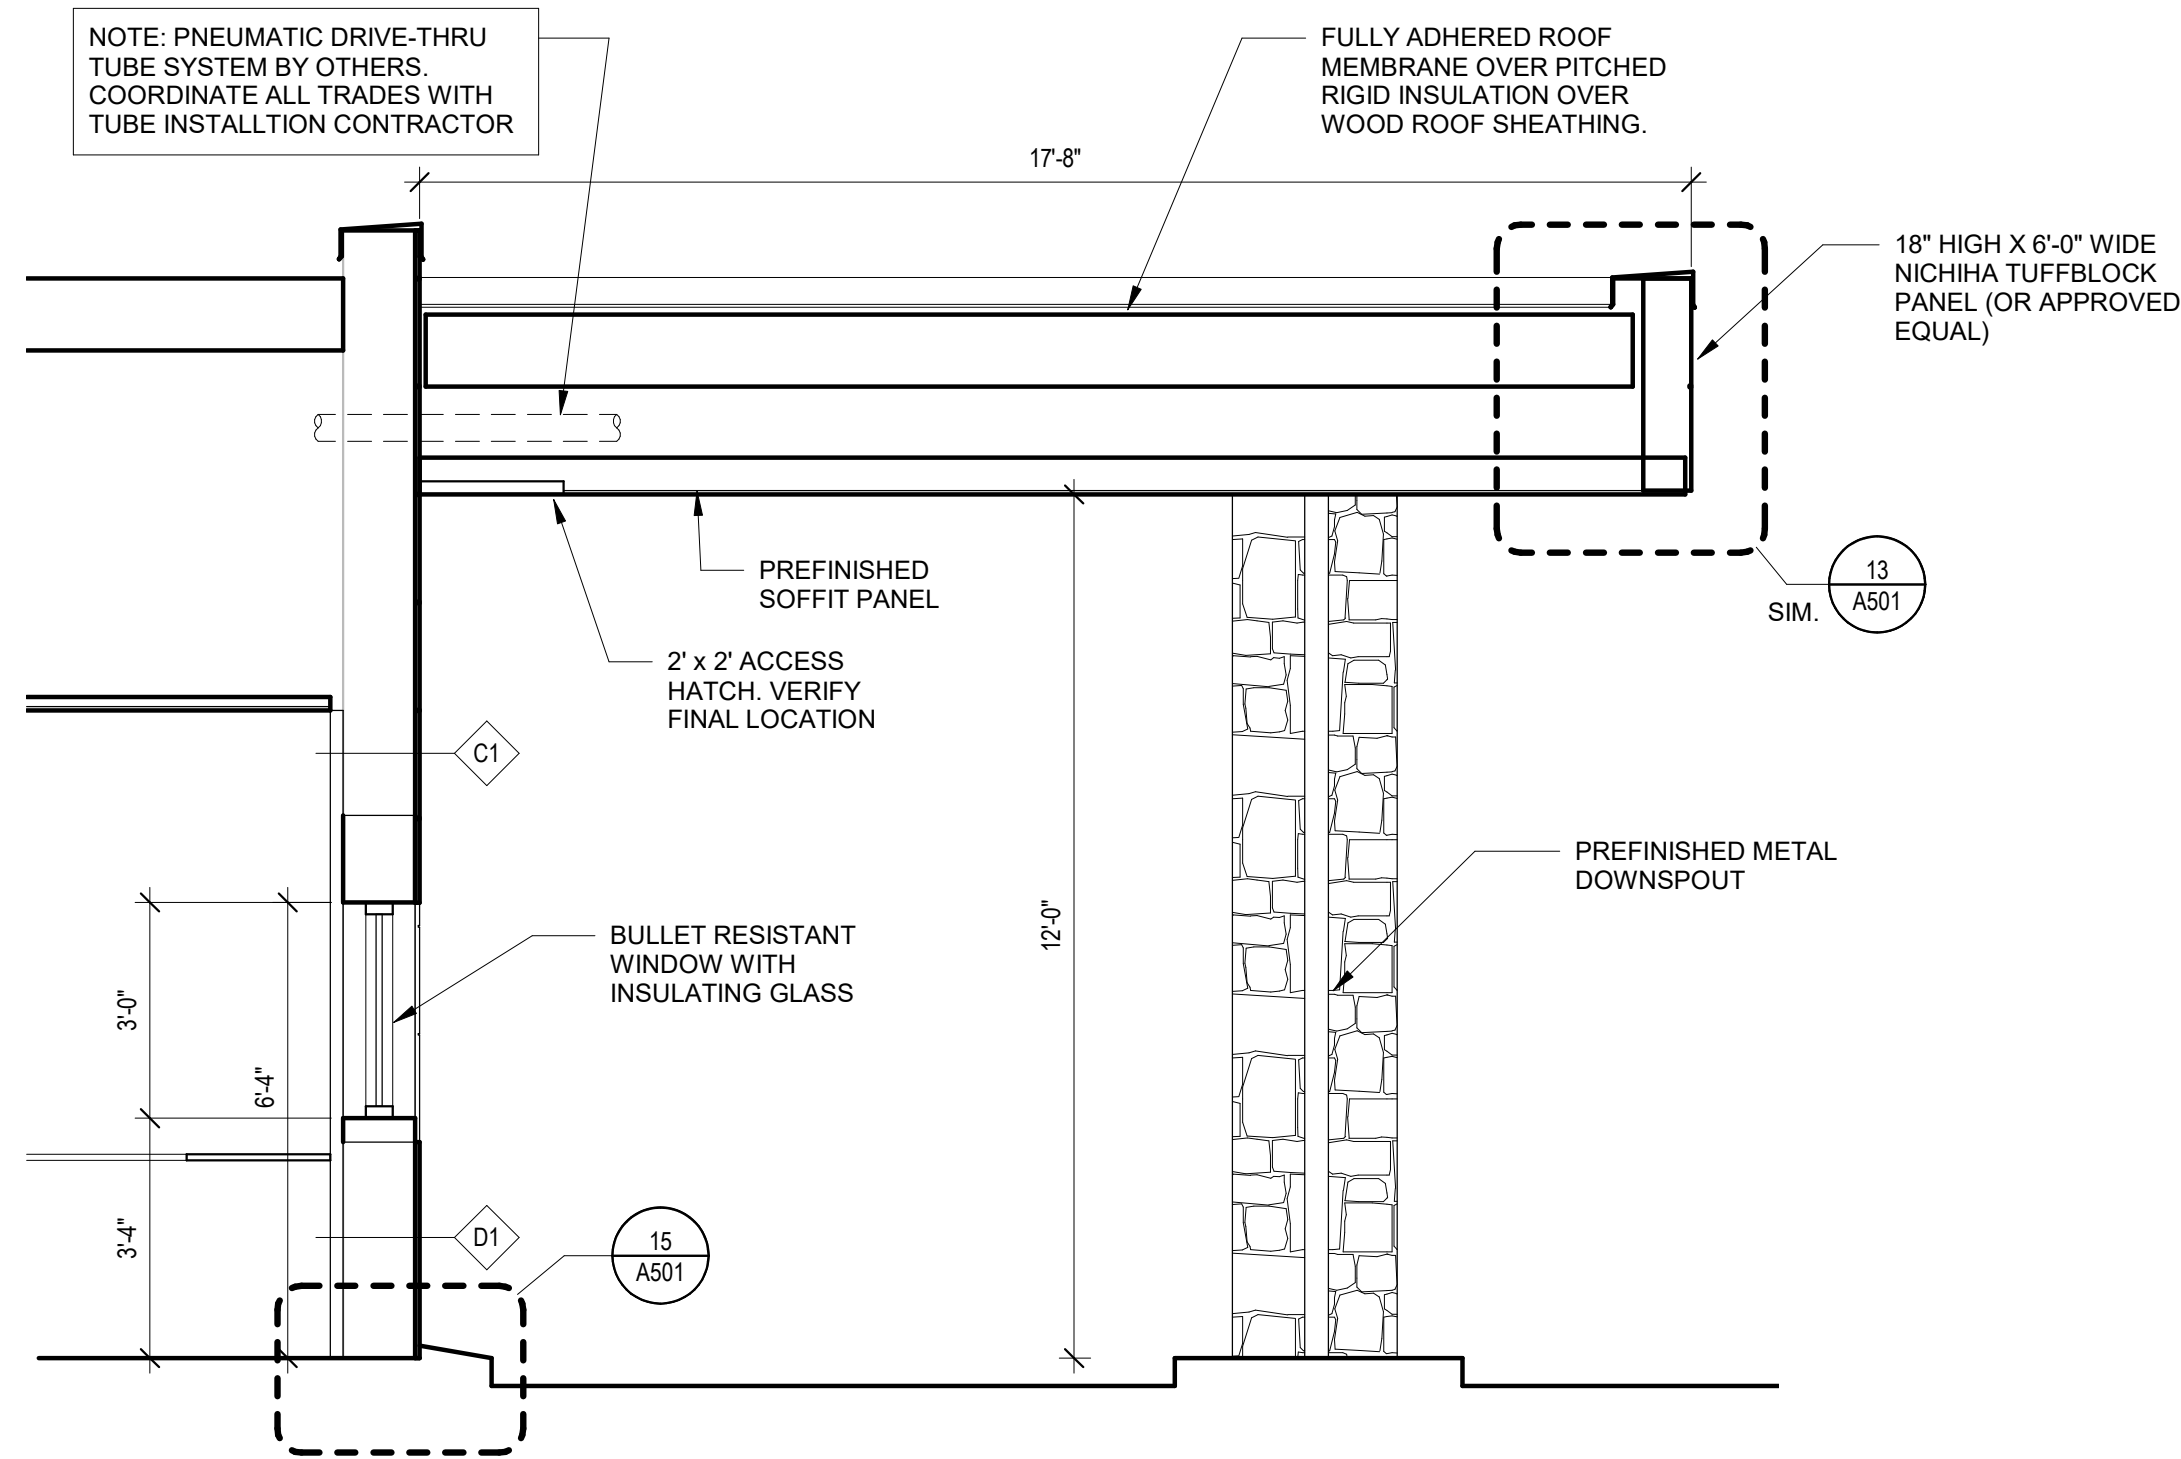 NOTE: PNEUMATIC DRIVE-THRU
TUBE SYSTEM BY OTHERS.
COORDINATE ALL TRADES WITH
TUBE INSTALLTION CONTRACTOR
FULLY ADHERED ROOF
MEMBRANE OVER PITCHED
RIGID INSULATION OVER
WOOD ROOF SHEATHING.
17'-8"
18" HIGH X 6'-0" WIDE
NICHIHA TUFFBLOCK
PANEL (OR APPROVED
EQUAL)
PREFINISHED
SOFFIT PANEL
13
A501
SIM.
2' x 2' ACCESS
HATCH. VERIFY
FINAL LOCATION
C1
PREFINISHED METAL
DOWNSPOUT
12'-0"
BULLET RESISTANT
WINDOW WITH
INSULATING GLASS
3'-0"
6'-4"
3'-4"
D1
15
A501